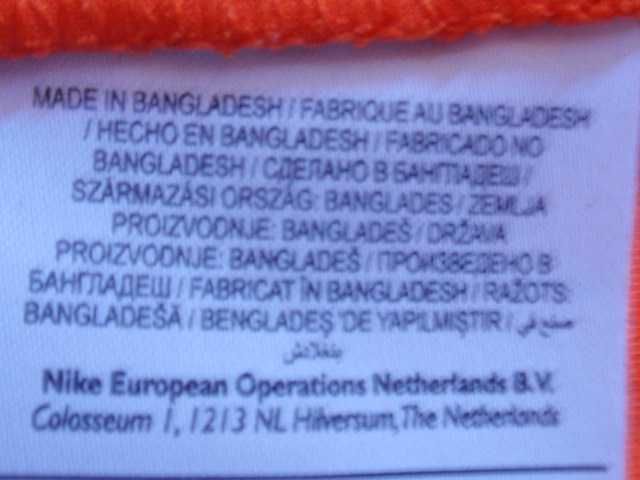 MADE IN BANGLADESH / FABRIQUE AU BANGLADESH
/ HECHO EN BANGLADESH / FABRICADO NO
BANGLADESH / СДЕЛАНО В БАНГЛАДЕШ /
SZÁRMAZÁSI ORSZÁG: BANGLADES / ZEMLJA
PROIZVODNJE: BANGLADEŠ / DRŽAVA
PROIZVODNJE: BANGLADEŠ / ПРОИЗВЕДЕНО В
БАНГЛАДЕШ / FABRICAT ÎN BANGLADESH / RAŽOTS:
BANGLADEŠĀ / BENGLADEŞ 'DE YAPILMIŞTIR / صنع في
بنغلادش
Nike European Operations Netherlands B.V.
Colosseum 1, 1213 NL Hilversum, The Netherlands